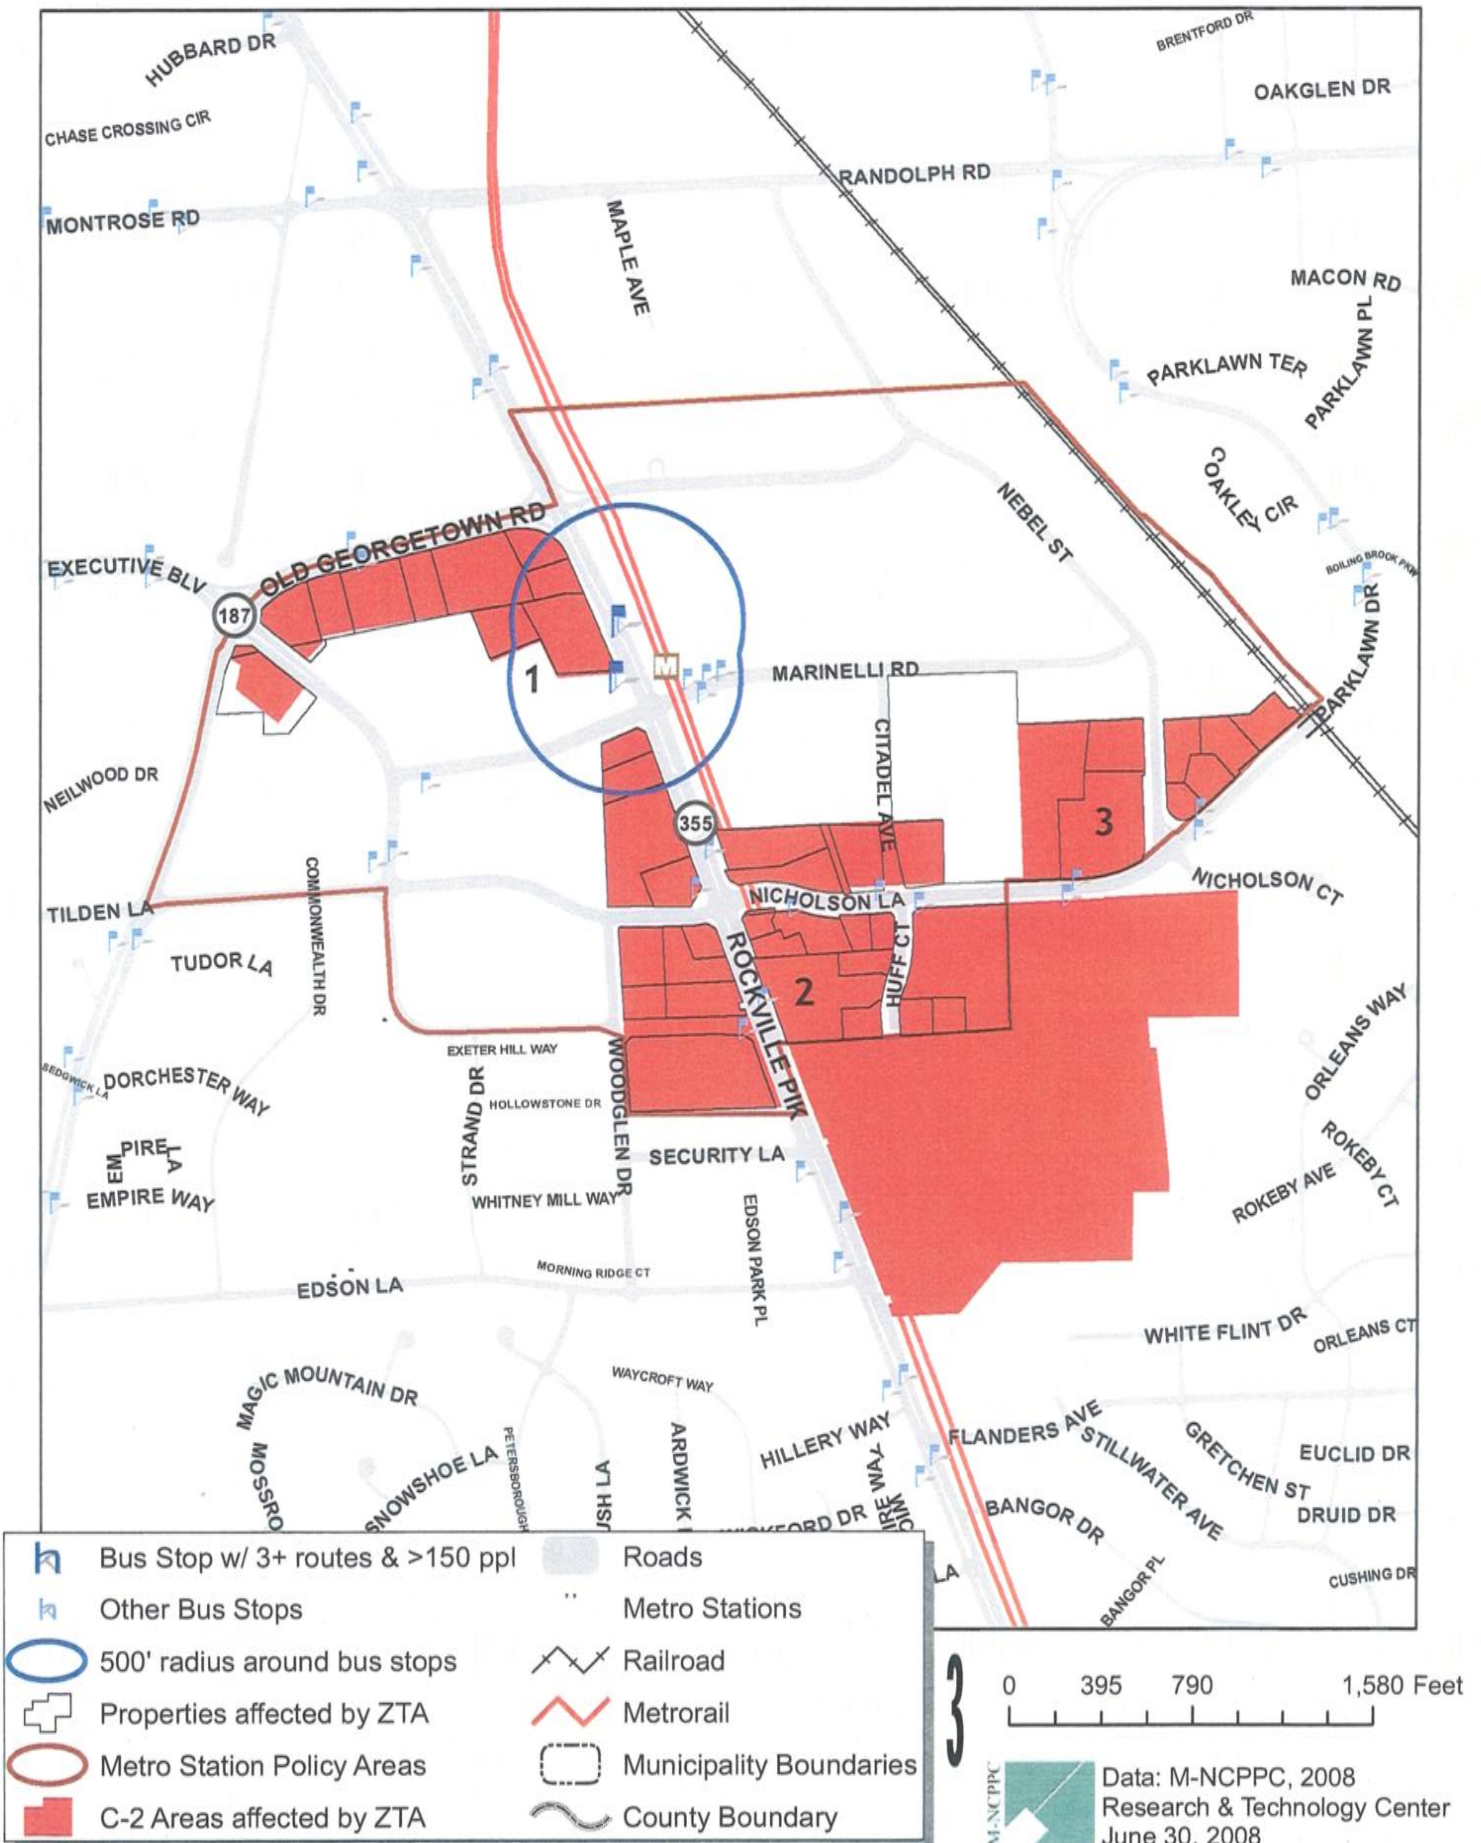 HUBBARD DR
BRENTFORD DR
OAKGLEN DR
CHASE CROSSING CIR
RANDOLPH RD
MONTROSE RD
MAPLE AVE
MACON RD
PARKLAWN PL
PARKLAWN TER
COAKLEY CIR
NEBEL ST
OLD GEORGETOWN RD
EXECUTIVE BLV
BOILING BROOK PKW
187
PARKLAWN DR
M
1
MARINELLI RD
CITADEL AVE
NEILWOOD DR
355
3
COMMONWEALTH DR
NICHOLSON CT
NICHOLSON LA
TILDEN LA
TUDOR LA
HUFF CT
ROCKVILLE PIK
2
ORLEANS WAY
EXETER HILL WAY
WOODGLEN DR
SEDGWICK LA
DORCHESTER WAY
STRAND DR
HOLLOWSTONE DR
EMPIRE LA
SECURITY LA
ROKEBY CT
ROKEBY AVE
EMPIRE WAY
WHITNEY MILL WAY
EDSON PARK PL
MORNING RIDGE CT
EDSON LA
WHITE FLINT DR
ORLEANS CT
MAGIC MOUNTAIN DR
WAYCROFT WAY
HILLERY WAY
FLANDERS AVE
STILLWATER AVE
GRETCHEN ST
EUCLID DR
MOSSRO
SNOWSHOE LA
PETERSBOROUGH
USH LA
ARDWICK
BANGOR DR
DRUID DR
BANGOR PL
CUSHING DR
LA
Bus Stop w/ 3+ routes & >150 ppl
Other Bus Stops
500' radius around bus stops
Properties affected by ZTA
Metro Station Policy Areas
C-2 Areas affected by ZTA
Roads
Metro Stations
Railroad
Metrorail
Municipality Boundaries
County Boundary
3
0 395 790 1,580 Feet
M-NCPPC
Data: M-NCPPC, 2008
Research & Technology Center
June 30, 2008